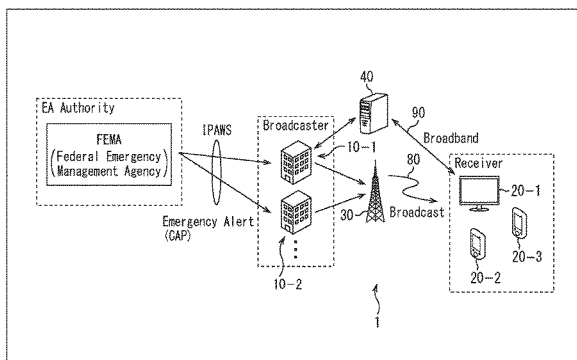 EA Authority
FEMA
(Federal Emergency
Management Agency)
IPAWS
Emergency Alert
(CAP)
Broadcaster
10-1
10-2
40
90
Broadband
80
30
Broadcast
Receiver
20-1
20-2
20-3
1